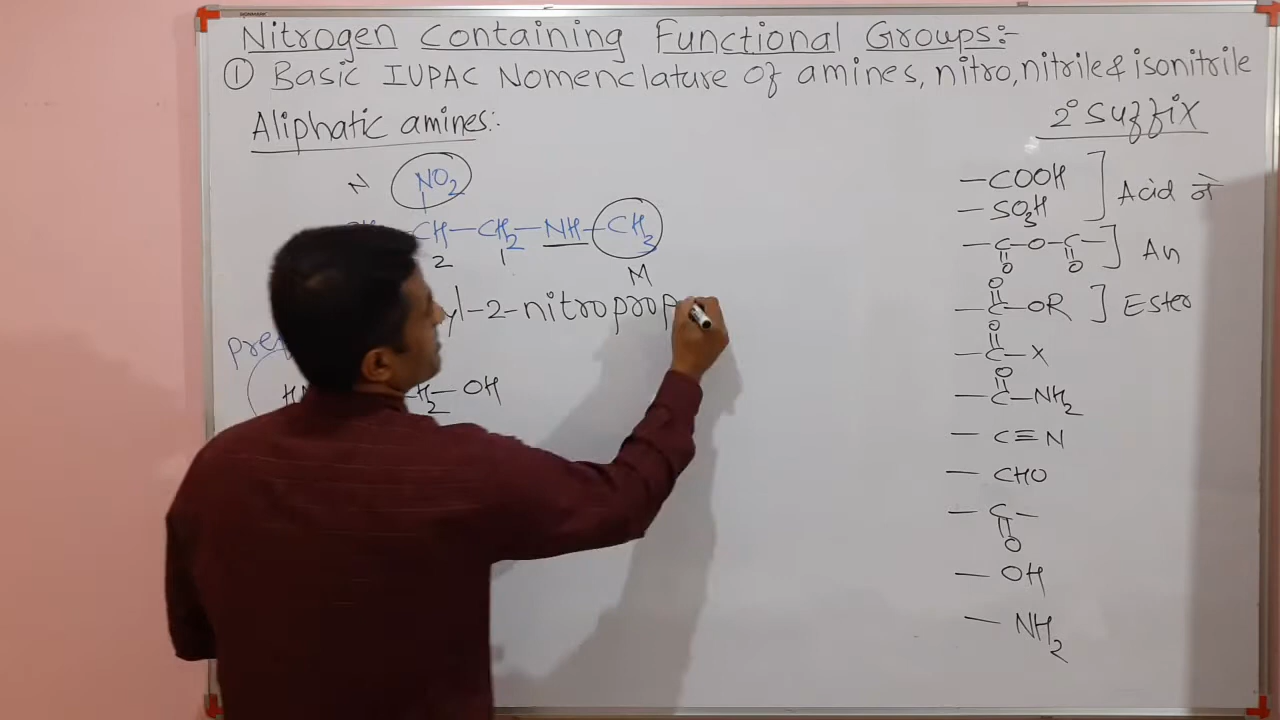 Nitrogen Containing Functional Groups:-
① Basic IUPAC Nomenclature of amines, nitro, nitrile & isonitrile
Aliphatic amines:
N
NO2
CH—CH2—NH—CH3
2 1
M
yl-2-nitroprop
CH2—OH
2° Suffix
—COOH
—SO3H
] Acid
—C—O—C— ] An
O O
O
—C—OR ] Ester
O
—C—X
O
—C—NH2
—C≡N
—CHO
—C—
O
—OH
—NH2